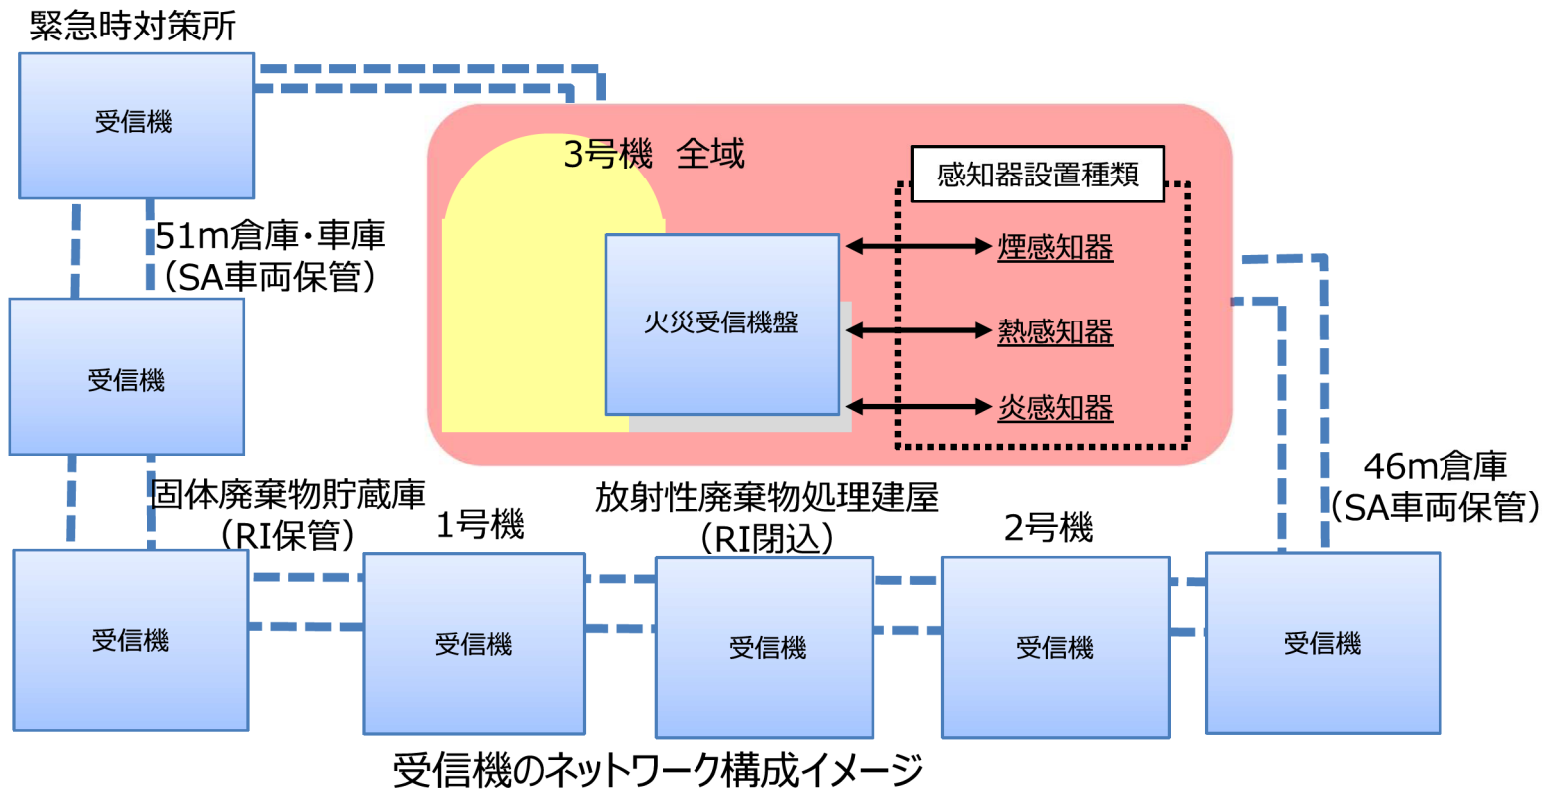 緊急時対策所
受信機
3号機 全域
感知器設置種類
煙感知器
火災受信機盤
熱感知器
炎感知器
51m倉庫・車庫
（SA車両保管）
受信機
固体廃棄物貯蔵庫
（RI保管）
受信機
1号機
受信機
放射性廃棄物処理建屋
（RI閉込）
受信機
2号機
受信機
46m倉庫
（SA車両保管）
受信機
受信機のネットワーク構成イメージ